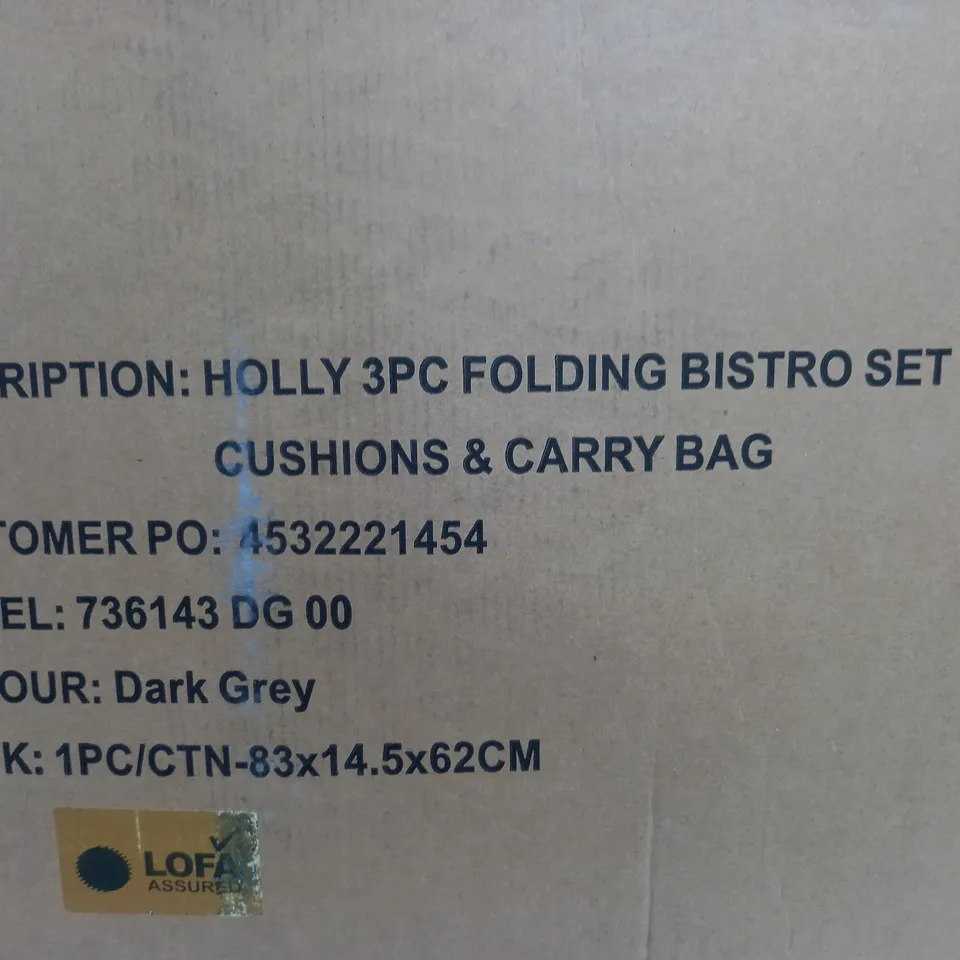 RIPTION: HOLLY 3PC FOLDING BISTRO SET
CUSHIONS & CARRY BAG
TOMER PO: 4532221454
EL: 736143 DG 00
OUR: Dark Grey
K: 1PC/CTN-83x14.5x62CM
LOFA
ASSURED